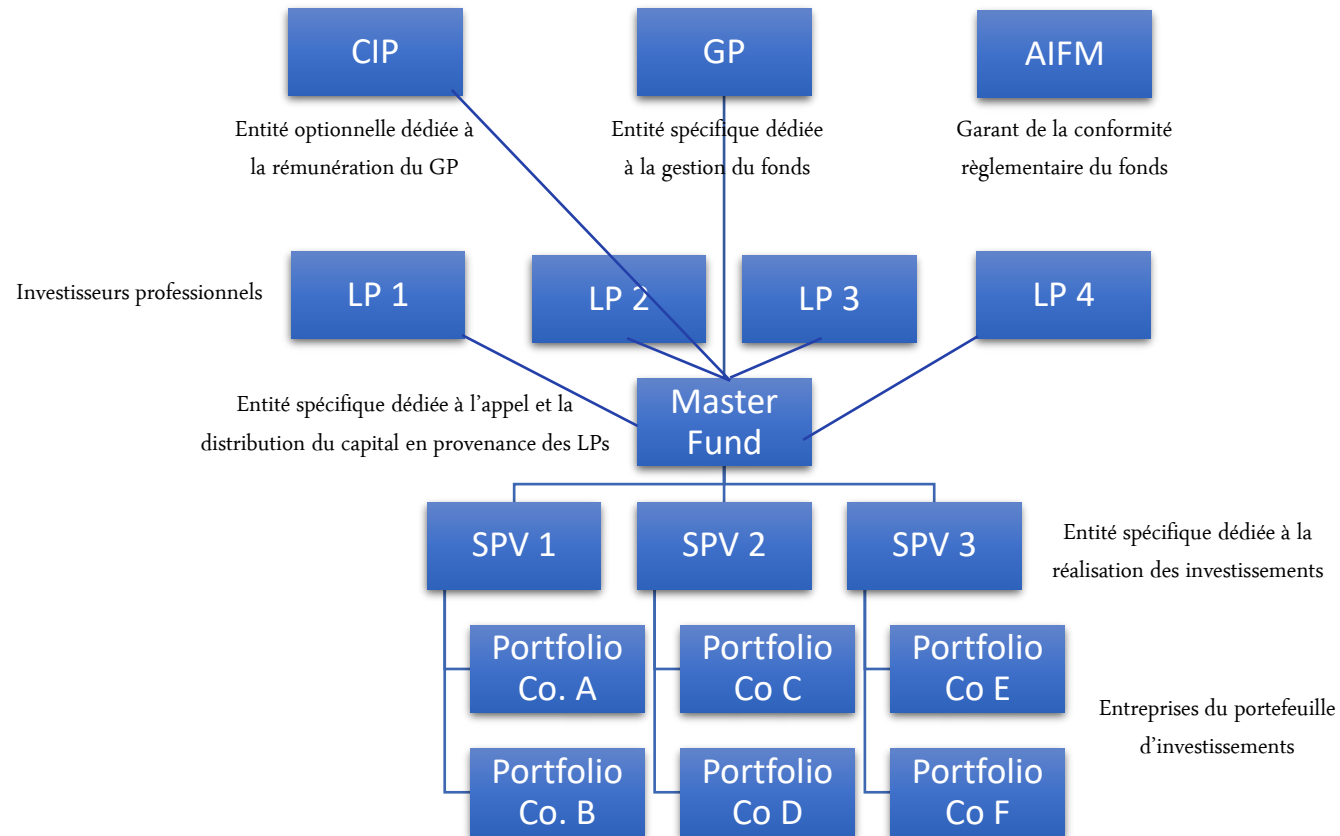 CIP
GP
AIFM
Entité optionnelle dédiée à
la rémunération du GP
Entité spécifique dédiée
à la gestion du fonds
Garant de la conformité
règlementaire du fonds
Investisseurs professionnels
LP 1
LP 2
LP 3
LP 4
Entité spécifique dédiée à l'appel et la
distribution du capital en provenance des LPs
Master
Fund
SPV 1
SPV 2
SPV 3
Entité spécifique dédiée à la
réalisation des investissements
Portfolio
Co. A
Portfolio
Co C
Portfolio
Co E
Portfolio
Co. B
Portfolio
Co D
Portfolio
Co F
Entreprises du portefeuille
d'investissements